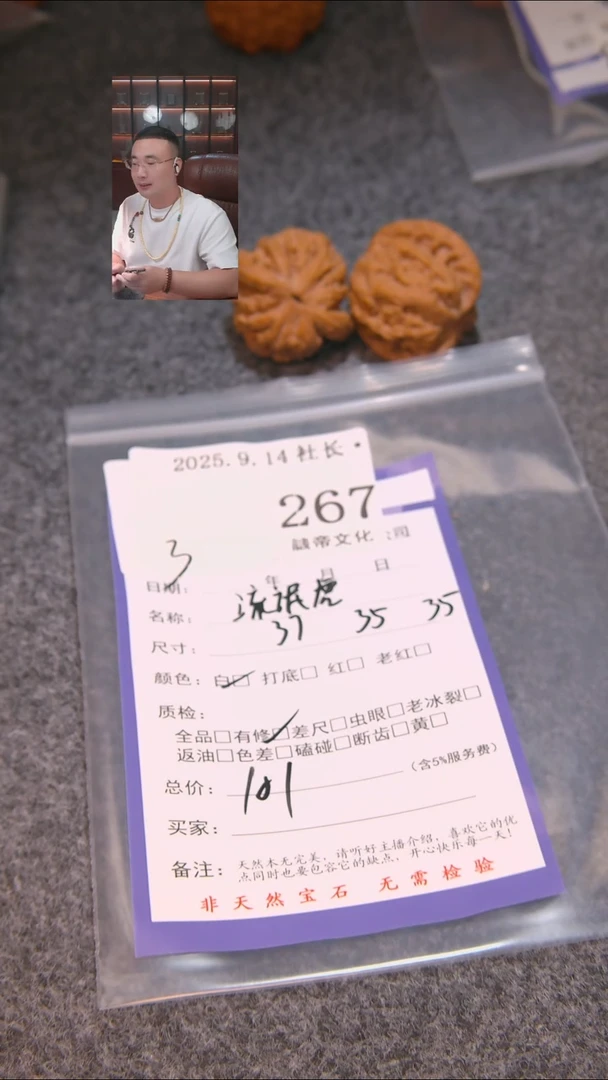 2025.9.14 社长
267
戲帝文化 公司
3
日期: 年 月 日
名称: 流氓虎
尺寸: 37 35 35
颜色: 白☑ 打底□ 红□ 老红□
质检:
全品□有修☑差尺□虫眼□老冰裂□
返油□色差□磕碰□断齿□黄□
总价: 101 (含5%服务费)
买家:
备注: 天然本无完美, 请听好主播介绍, 喜欢它的优
点同时也要包容它的缺点, 开心快乐每一天!
非天然宝石 无需检验